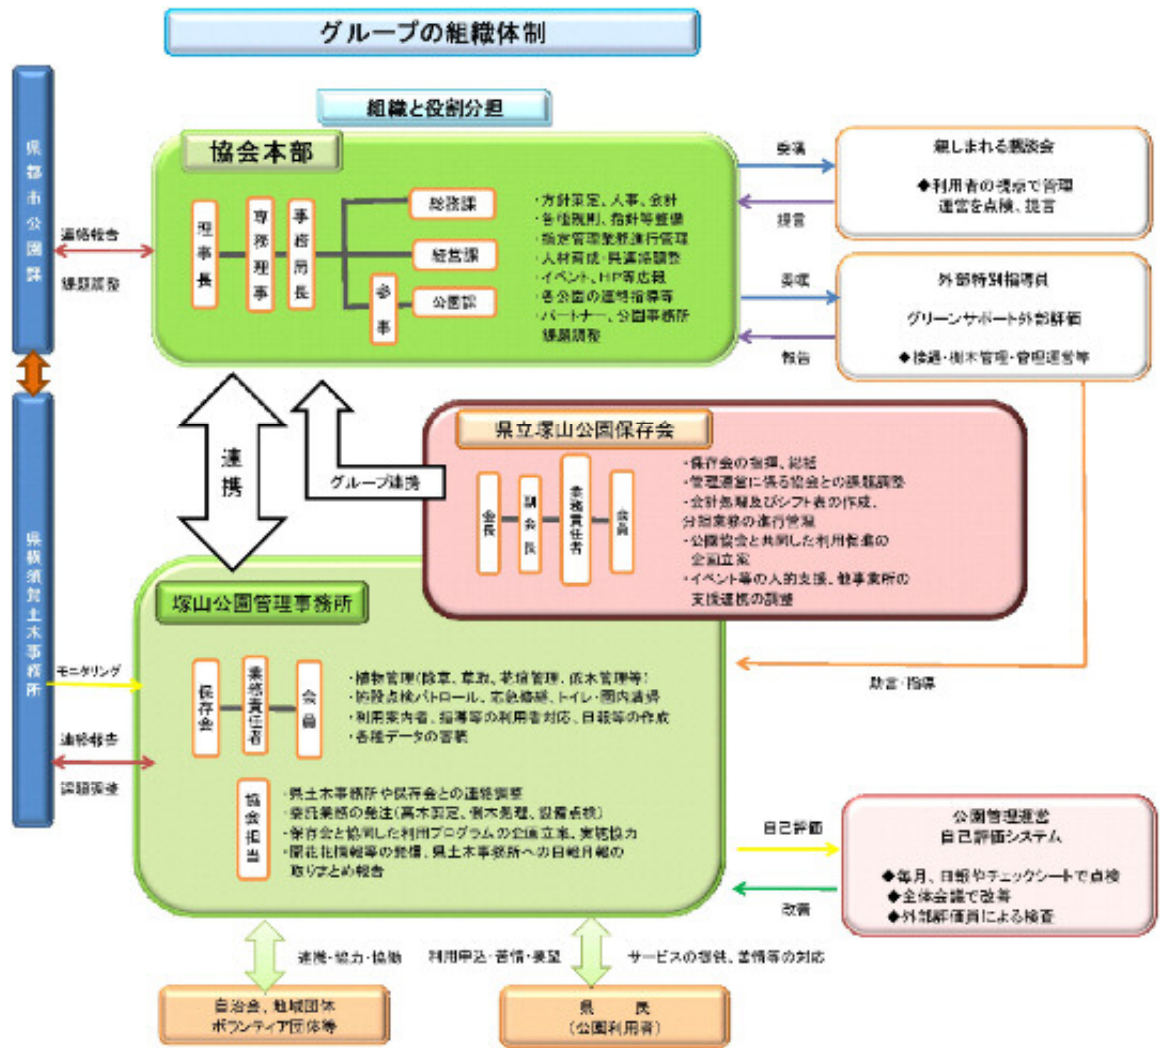 グループの組織体制
組織と役割分担
県都市公園課
連絡報告
課題調整
協会本部
理事長
専務理事
事務局長
参事
総務課
経営課
公園課
・方針策定、人事、会計
・各種規則、指針等整備
・指定管理業務進行管理
・人材育成・県連絡調整
・イベント、HP等広報
・各公園の連絡指導等
・パートナー、公園事務所
課題調整
委嘱
提言
親しまれる懇談会
◆利用者の視点で管理
運営を点検、提言
委嘱
報告
外部特別指導員
グリーンサポート外部評価
◆接遇・樹木管理・管理運営等
連携
グループ連携
県立塚山公園保存会
会長
副会長
業務責任者
会員
・保存会の指揮、総括
・管理運営に係る協会との課題調整
・会計処理及びシフト表の作成、
分担業務の進行管理
・公園協会と共同した利用促進の
企画立案
・イベント等の人的支援、他事業所の
支援連携の調整
助言・指導
県横須賀土木事務所
モニタリング
連絡報告
課題調整
塚山公園管理事務所
保存会
業務責任者
会員
・植物管理(除草、草取、花壇管理、低木管理等)
・施設点検パトロール、応急修繕、トイレ・園内清掃
・利用案内者、指導等の利用者対応、日報等の作成
・各種データの蓄積
協会担当
・県土木事務所や保存会との連絡調整
・委託業務の発注(高木剪定、倒木処理、設備点検)
・保存会と協同した利用プログラムの企画立案、実施協力
・開花花情報等の発信、県土木事務所への日報月報の
取りまとめ報告
自己評価
改善
公園管理運営
自己評価システム
◆毎月、日報やチェックシートで点検
◆全体会議で改善
◆外部評価員による検査
連携・協力・協働
利用申込・苦情・要望
サービスの提供、苦情等の対応
自治会、地域団体
ボランティア団体等
県 民
(公園利用者)